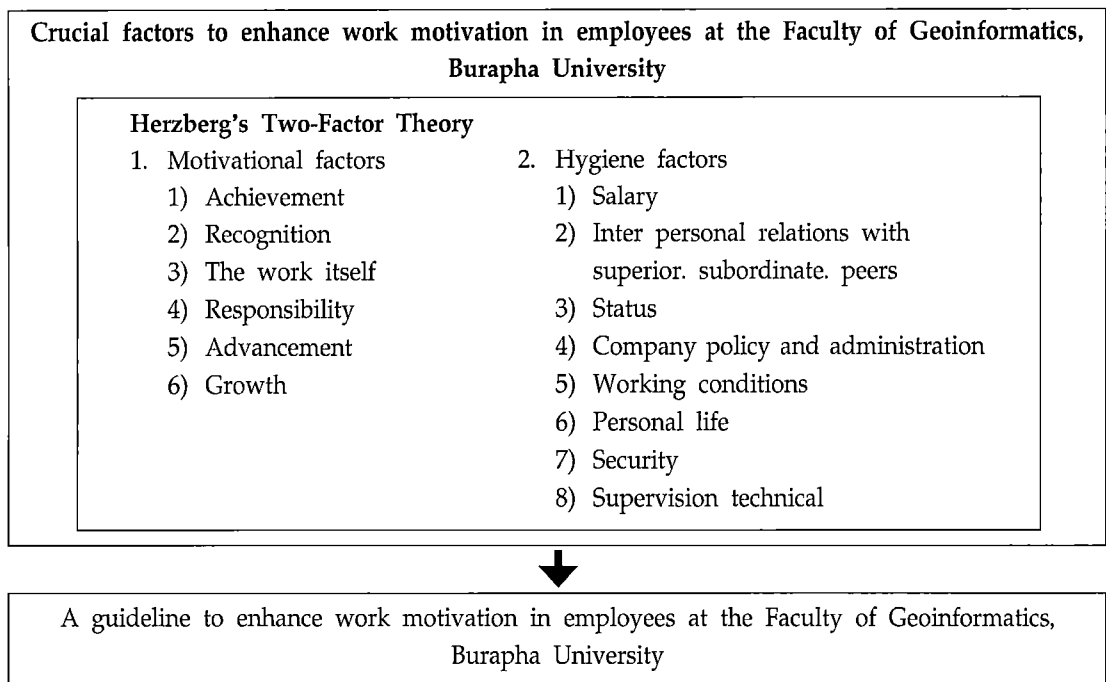 Crucial factors to enhance work motivation in employees at the Faculty of Geoinformatics,
Burapha University
Herzberg's Two-Factor Theory
1. Motivational factors
1) Achievement
2) Recognition
3) The work itself
4) Responsibility
5) Advancement
6) Growth
2. Hygiene factors
1) Salary
2) Inter personal relations with
superior. subordinate. peers
3) Status
4) Company policy and administration
5) Working conditions
6) Personal life
7) Security
8) Supervision technical
A guideline to enhance work motivation in employees at the Faculty of Geoinformatics,
Burapha University